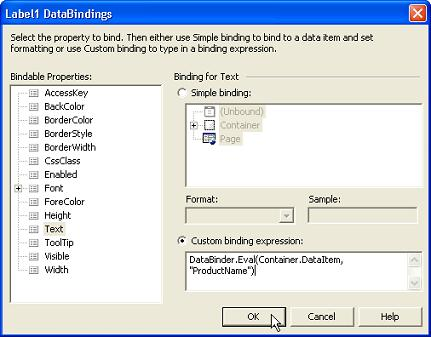 Label1 DataBindings
Select the property to bind. Then either use Simple binding to bind to a data item and set
formatting or use Custom binding to type in a binding expression.
Bindable Properties:
AccessKey
BackColor
BorderColor
BorderStyle
BorderWidth
CssClass
Enabled
Font
ForeColor
Height
Text
ToolTip
Visible
Width
Binding for Text
Simple binding:
(Unbound)
Container
Page
Format:
Sample:
Custom binding expression:
DataBinder.Eval(Container.DataItem,
"ProductName")
OK
Cancel
Help